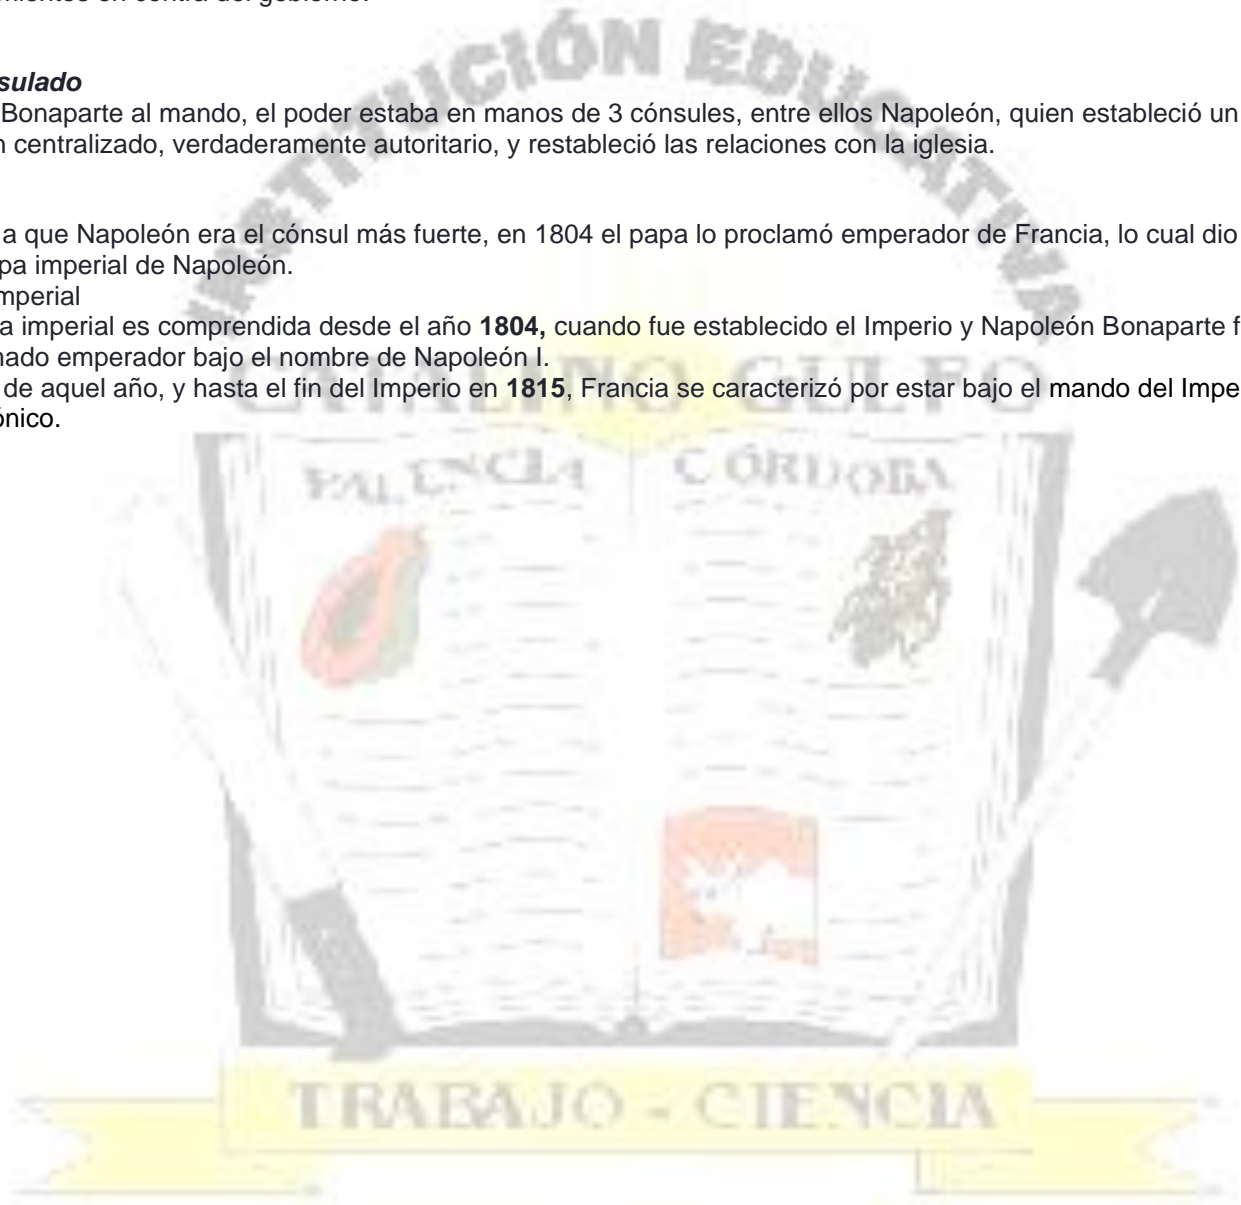 sulado
Bonaparte al mando, el poder estaba en manos de 3 cónsules, entre ellos Napoleón, quien estableció un
n centralizado, verdaderamente autoritario, y restableció las relaciones con la iglesia.
a que Napoleón era el cónsul más fuerte, en 1804 el papa lo proclamó emperador de Francia, lo cual dio
pa imperial de Napoleón.
mperial
a imperial es comprendida desde el año 1804, cuando fue establecido el Imperio y Napoleón Bonaparte f
nado emperador bajo el nombre de Napoleón I.
de aquel año, y hasta el fin del Imperio en 1815, Francia se caracterizó por estar bajo el mando del Impe
ónico.
INSTITUCIÓN EDUCATIVA
CATALINO GULFO
PALENCIA CÓRDOBA
TRABAJO - CIENCIA